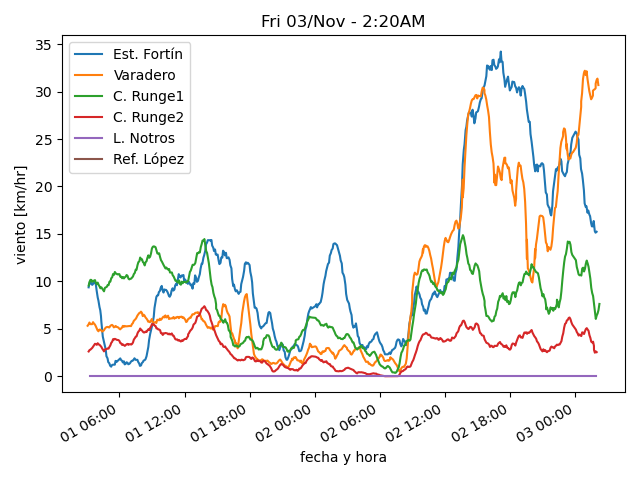 Fri 03/Nov - 2:20AM
viento [km/hr]
35
30
25
20
15
10
5
0
Est. Fortín
Varadero
C. Runge1
C. Runge2
L. Notros
Ref. López
01 06:00
01 12:00
01 18:00
02 00:00
02 06:00
02 12:00
02 18:00
03 00:00
fecha y hora